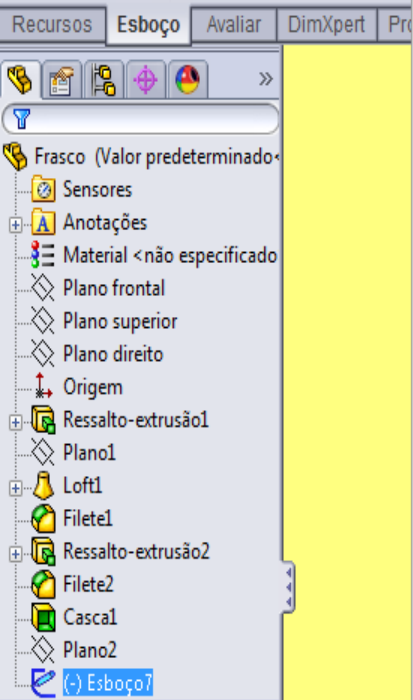 Recursos Esboço Avaliar DimXpert Pro
»
Frasco (Valor predeterminado<
Sensores
A Anotações
Material <não especificado
Plano frontal
Plano superior
Plano direito
Origem
Ressalto-extrusão1
Plano1
Loft1
Filete1
Ressalto-extrusão2
Filete2
Casca1
Plano2
(-) Esboço7